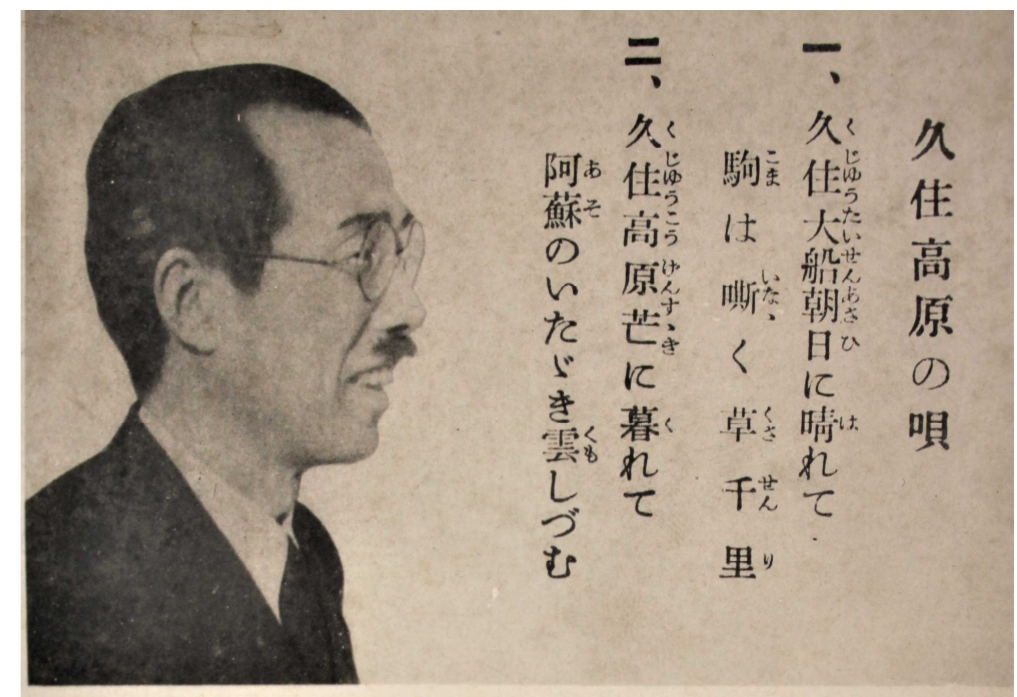 久住高原の唄
一、久住大船朝日に晴れて
駒は嘶く草千里
二、久住高原芒に暮れて
阿蘇のいたゞき雲しづむ